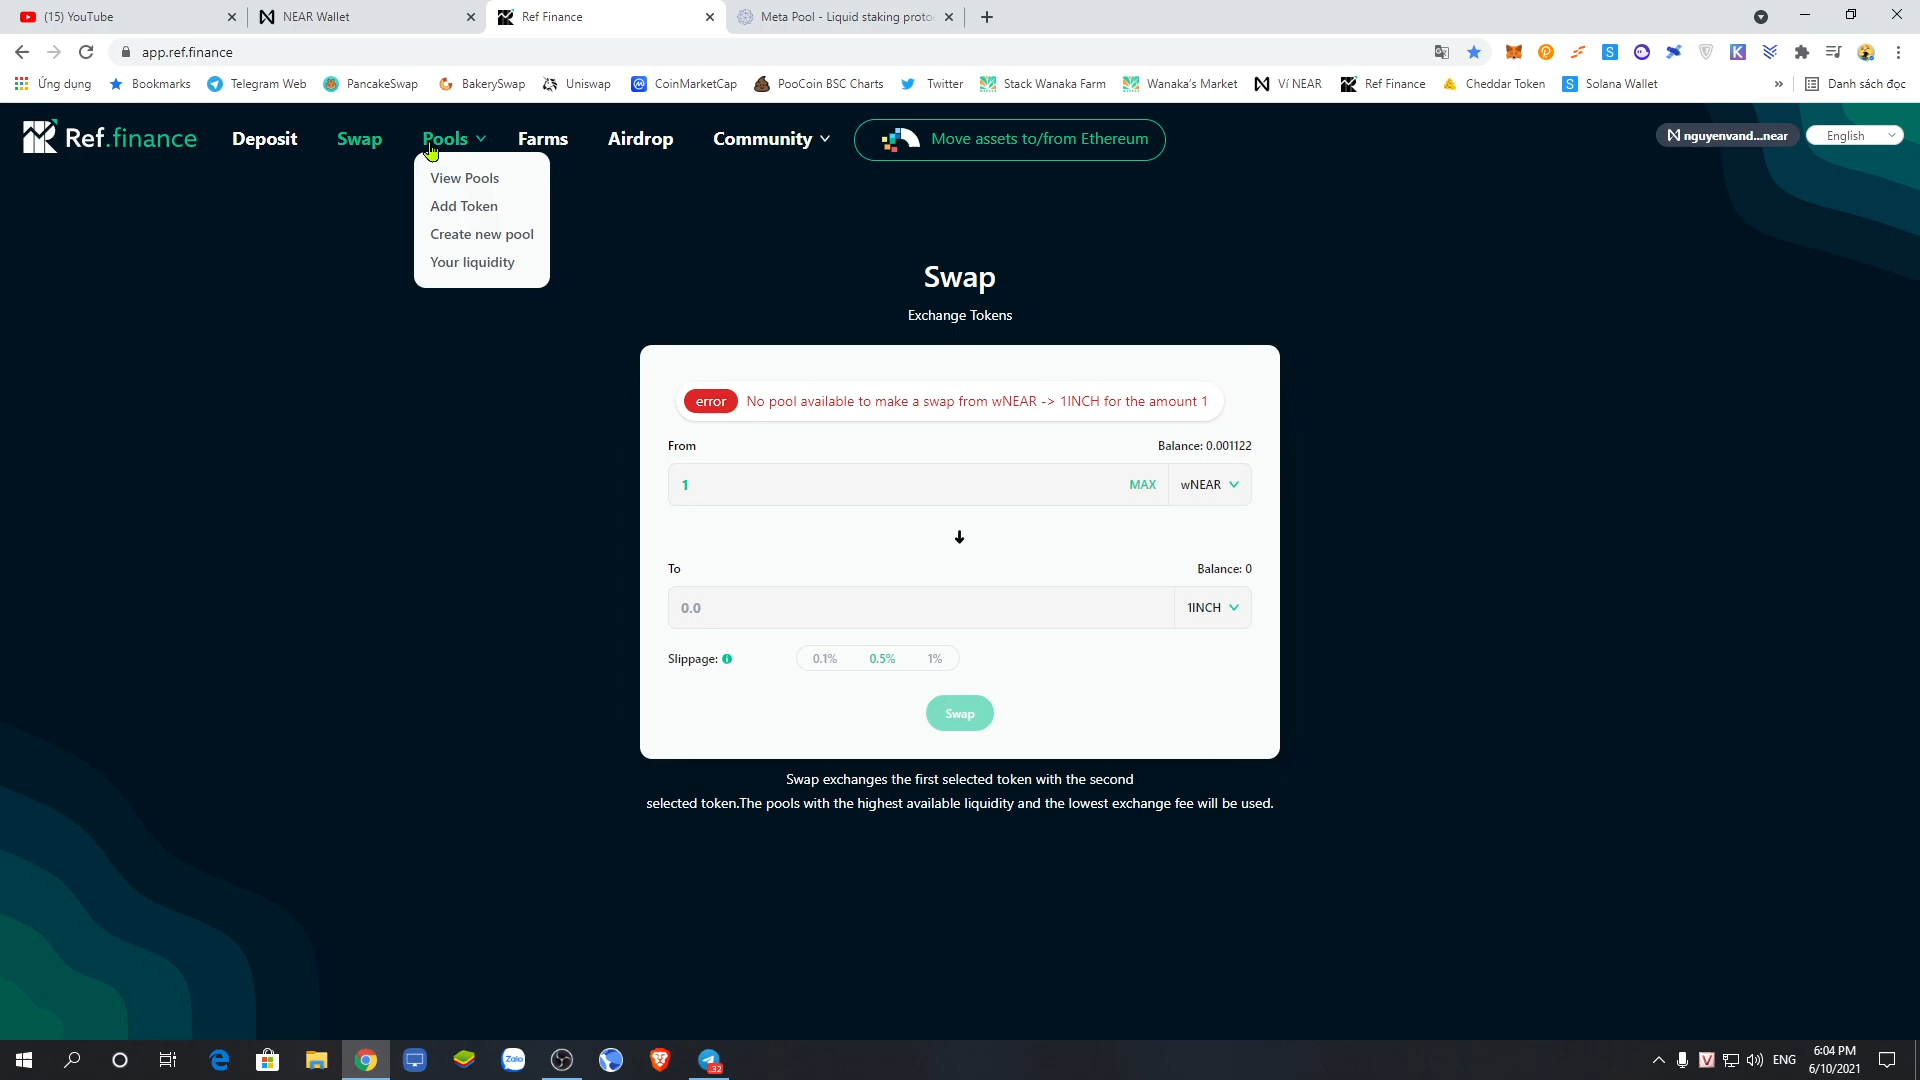 (15) YouTube
NEAR Wallet
Ref Finance
Meta Pool - Liquid staking proto
app.ref.finance
Ứng dụng
Bookmarks
Telegram Web
PancakeSwap
BakerySwap
Uniswap
CoinMarketCap
PooCoin BSC Charts
Twitter
Stack Wanaka Farm
Wanaka's Market
Ví NEAR
Ref Finance
Cheddar Token
Solana Wallet
»
Danh sách đọc
Ref.finance
Deposit
Swap
Pools
Farms
Airdrop
Community
Move assets to/from Ethereum
nguyenvand...near
English
View Pools
Add Token
Create new pool
Your liquidity
Swap
Exchange Tokens
error No pool available to make a swap from wNEAR -> 1INCH for the amount 1
From
Balance: 0.001122
1
MAX
wNEAR
To
Balance: 0
0.0
1INCH
Slippage:
0.1%
0.5%
1%
Swap
Swap exchanges the first selected token with the second
selected token.The pools with the highest available liquidity and the lowest exchange fee will be used.
Zalo
32
ENG
6:04 PM
6/10/2021